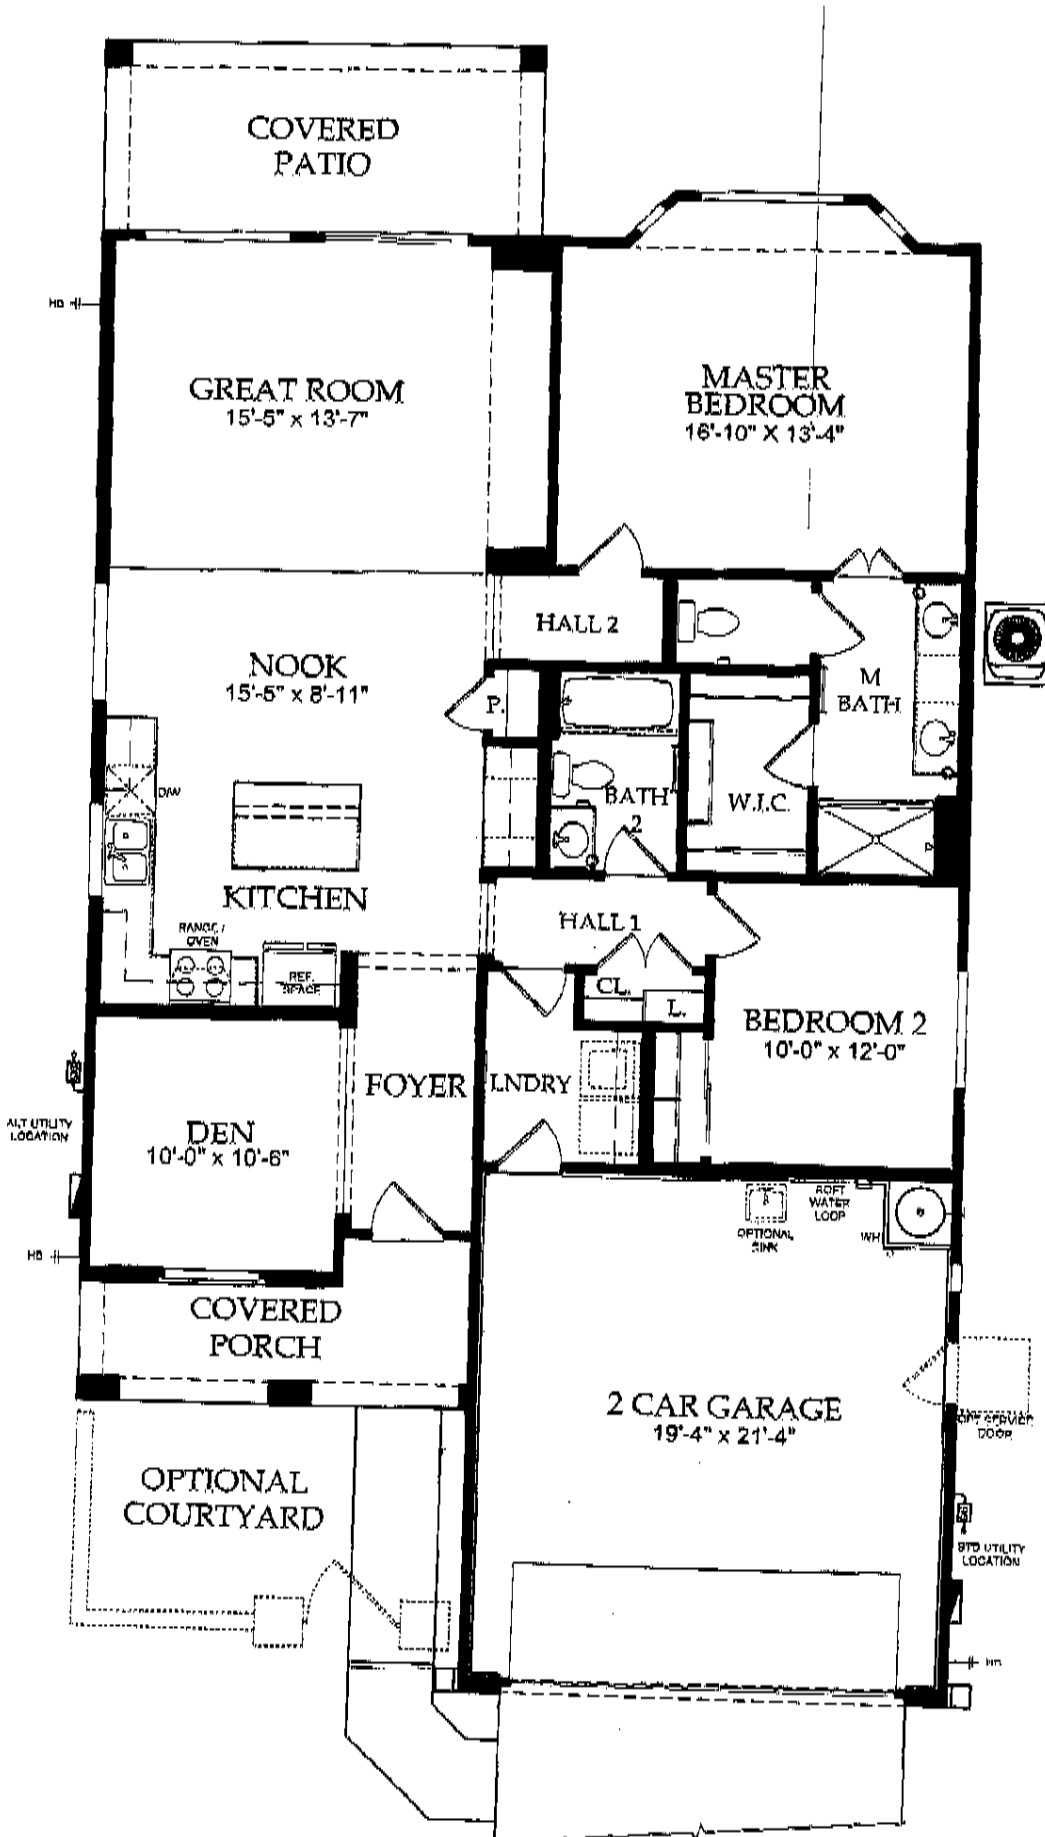 COVERED
PATIO
HB
GREAT ROOM
15'-5" x 13'-7"
MASTER
BEDROOM
16'-10" X 13'-4"
HALL 2
NOOK
15'-5" x 8'-11"
P.
M
BATH
D/W
BATH
2
W.I.C.
KITCHEN
HALL 1
RANGE /
OVEN
REF.
SPACE
CL.
L.
BEDROOM 2
10'-0" x 12'-0"
FOYER
LNDRY
ALT UTILITY
LOCATION
DEN
10'-0" x 10'-6"
OPTIONAL
SINK
SOFT
WATER
LOOP
WH
HB
COVERED
PORCH
2 CAR GARAGE
19'-4" x 21'-4"
OPT SERVICE
DOOR
OPTIONAL
COURTYARD
STD UTILITY
LOCATION